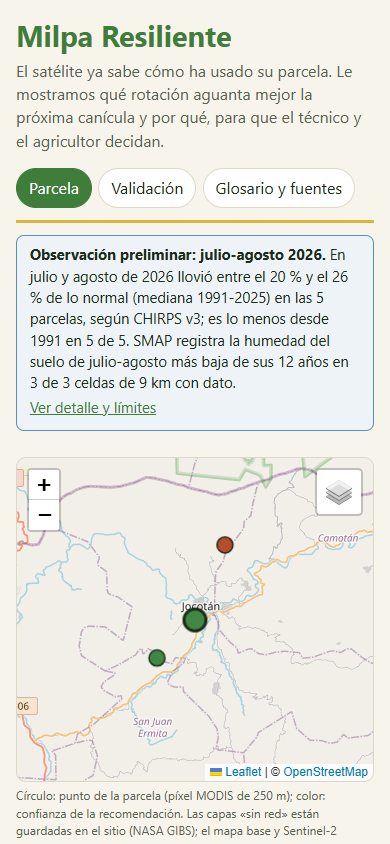 Milpa Resiliente
El satélite ya sabe cómo ha usado su parcela. Le
mostramos qué rotación aguanta mejor la
próxima canícula y por qué, para que el técnico y
el agricultor decidan.
Parcela
Validación
Glosario y fuentes
Observación preliminar: julio-agosto 2026. En
julio y agosto de 2026 llovió entre el 20 % y el 26
% de lo normal (mediana 1991-2025) en las 5
parcelas, según CHIRPS v3; es lo menos desde
1991 en 5 de 5. SMAP registra la humedad del
suelo de julio-agosto más baja de sus 12 años en
3 de 3 celdas de 9 km con dato.
Ver detalle y límites
+
−
Camotán
Jocotán
06
San Juan
Ermita
Leaflet | © OpenStreetMap
Círculo: punto de la parcela (píxel MODIS de 250 m); color:
confianza de la recomendación. Las capas «sin red» están
guardadas en el sitio (NASA GIBS); el mapa base y Sentinel-2